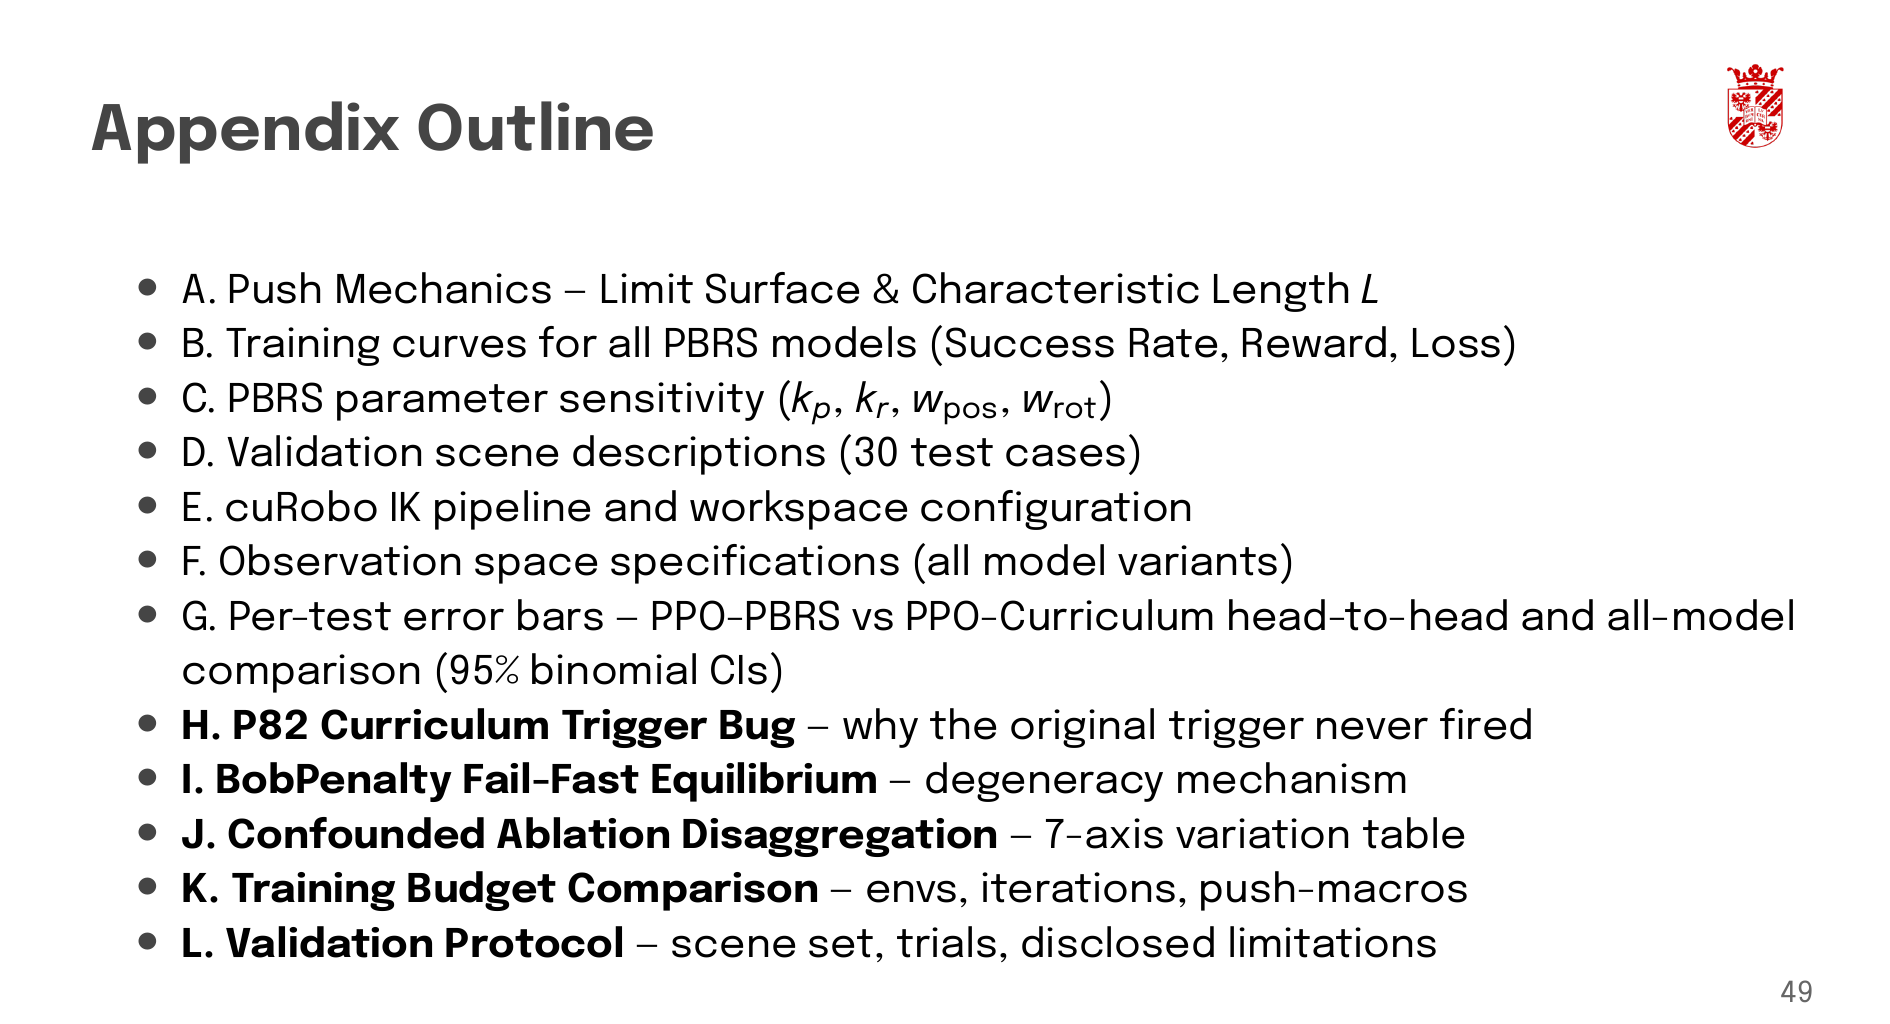 Appendix Outline
• A. Push Mechanics – Limit Surface & Characteristic Length L
• B. Training curves for all PBRS models (Success Rate, Reward, Loss)
• C. PBRS parameter sensitivity (kₚ, kᵣ, w_pos, w_rot)
• D. Validation scene descriptions (30 test cases)
• E. cuRobo IK pipeline and workspace configuration
• F. Observation space specifications (all model variants)
• G. Per-test error bars – PPO-PBRS vs PPO-Curriculum head-to-head and all-model
comparison (95% binomial CIs)
• H. P82 Curriculum Trigger Bug – why the original trigger never fired
• I. BobPenalty Fail-Fast Equilibrium – degeneracy mechanism
• J. Confounded Ablation Disaggregation – 7-axis variation table
• K. Training Budget Comparison – envs, iterations, push-macros
• L. Validation Protocol – scene set, trials, disclosed limitations
49